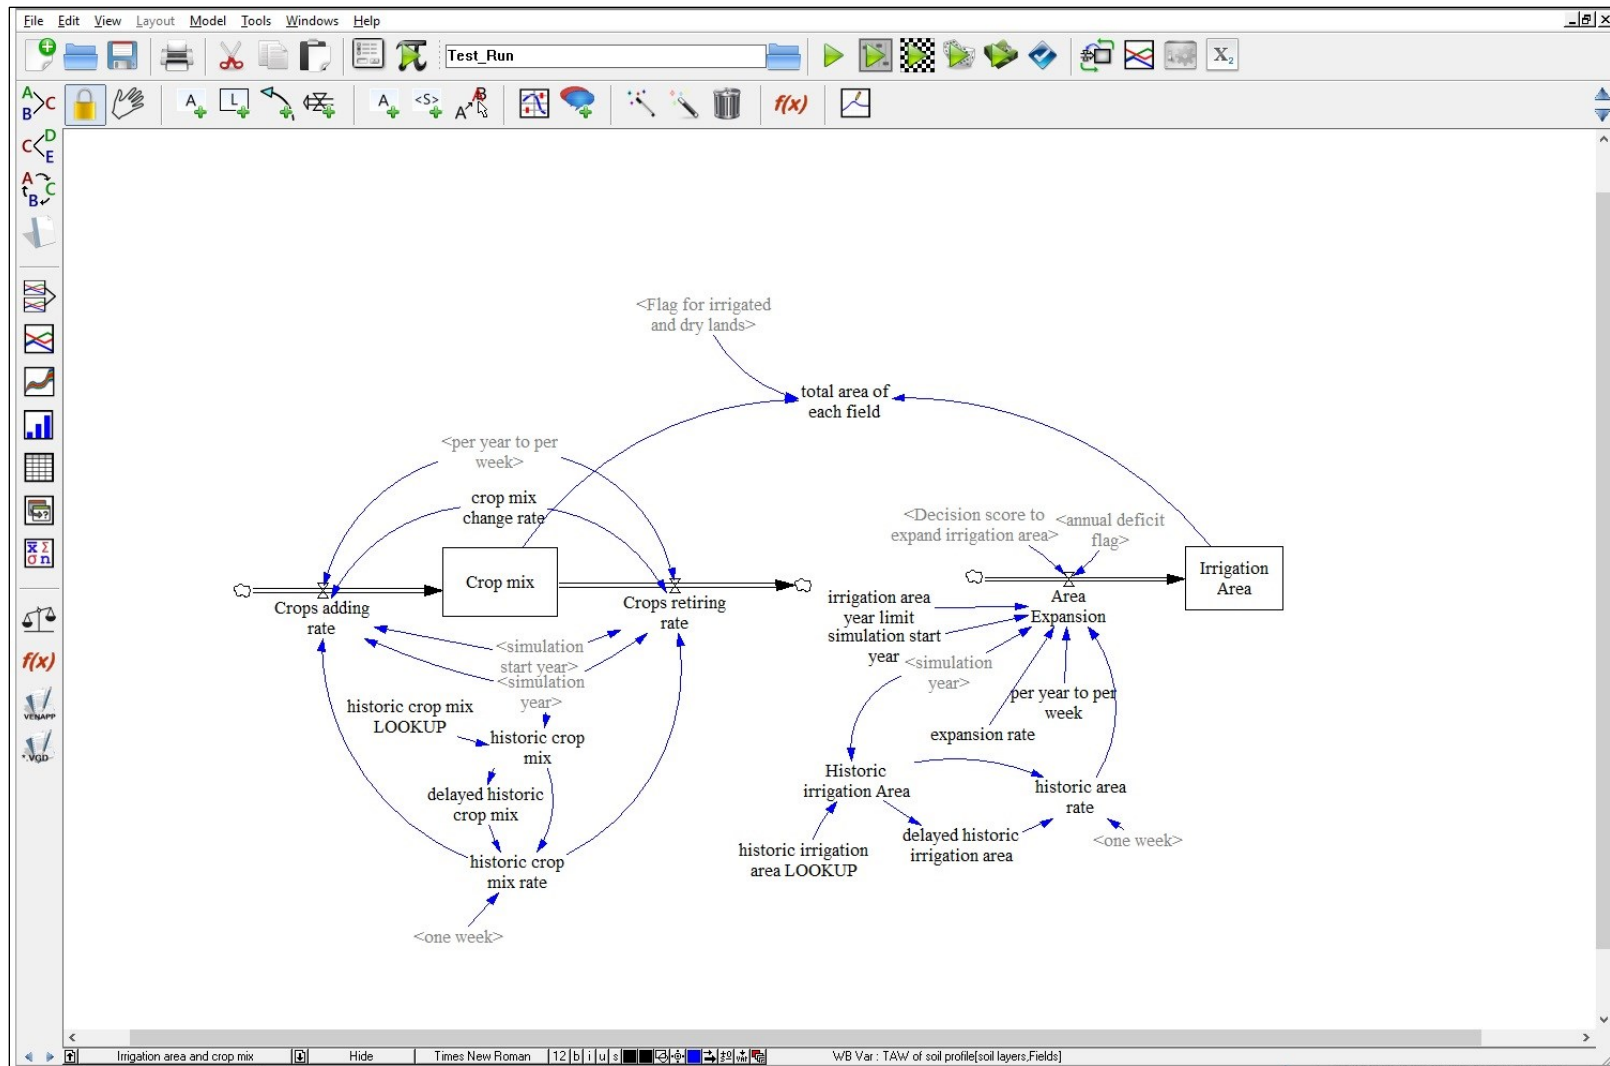 File Edit View Layout Model Tools Windows Help
Test_Run
X₂
A
B
C
A
L
A
<S>
A
B
f(x)
C
D
E
A
C
B
f(x)
VENAPP
*.VGD
<Flag for irrigated
and dry lands>
total area of
each field
<per year to per
week>
crop mix
change rate
Crop mix
Crops adding
rate
Crops retiring
rate
<simulation
start year>
<simulation
year>
historic crop mix
LOOKUP
historic crop
mix
delayed historic
crop mix
historic crop
mix rate
<one week>
<Decision score to
expand irrigation area>
<annual deficit
flag>
Irrigation
Area
Area
Expansion
irrigation area
year limit
simulation start
year
<simulation
year>
per year to per
week
expansion rate
Historic
irrigation Area
historic area
rate
delayed historic
irrigation area
<one week>
historic irrigation
area LOOKUP
Irrigation area and crop mix Hide Times New Roman 12 b i u s WB Var : TAW of soil profile[soil layers,Fields]